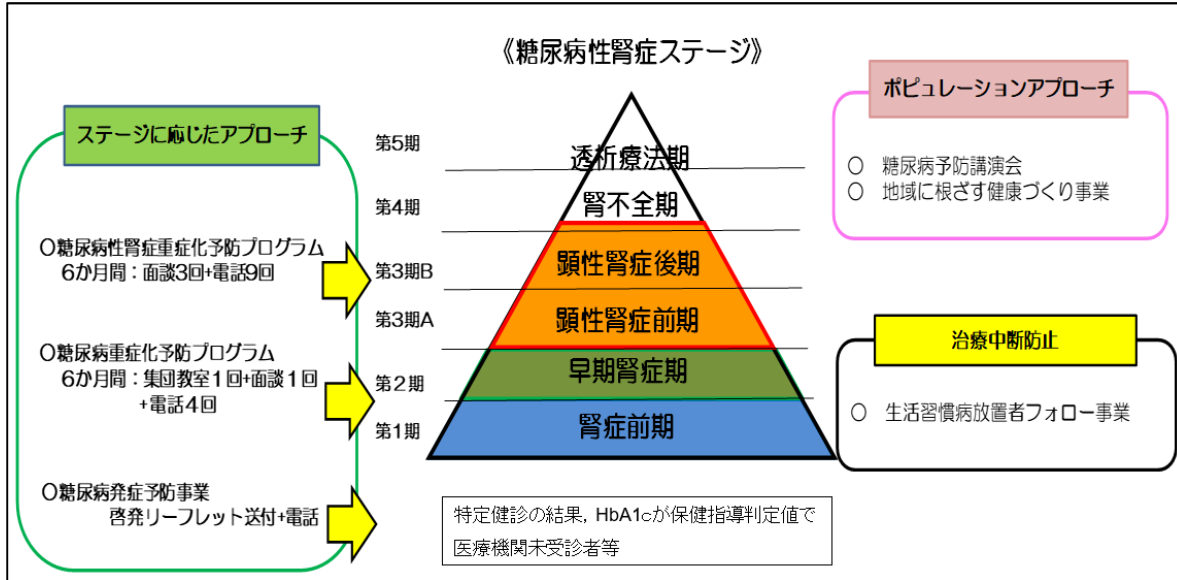 《糖尿病性腎症ステージ》
ステージに応じたアプローチ
〇糖尿病性腎症重症化予防プログラム
6か月間：面談3回+電話9回
〇糖尿病重症化予防プログラム
6か月間：集団教室１回+面談１回
+電話４回
〇糖尿病発症予防事業
啓発リーフレット送付+電話
第5期
透析療法期
第4期
腎不全期
第3期B
顕性腎症後期
第3期A
顕性腎症前期
第２期
早期腎症期
第１期
腎症前期
特定健診の結果，HbA1cが保健指導判定値で
医療機関未受診者等
ポピュレーションアプローチ
〇　糖尿病予防講演会
〇　地域に根ざす健康づくり事業
治療中断防止
〇　生活習慣病放置者フォロー事業